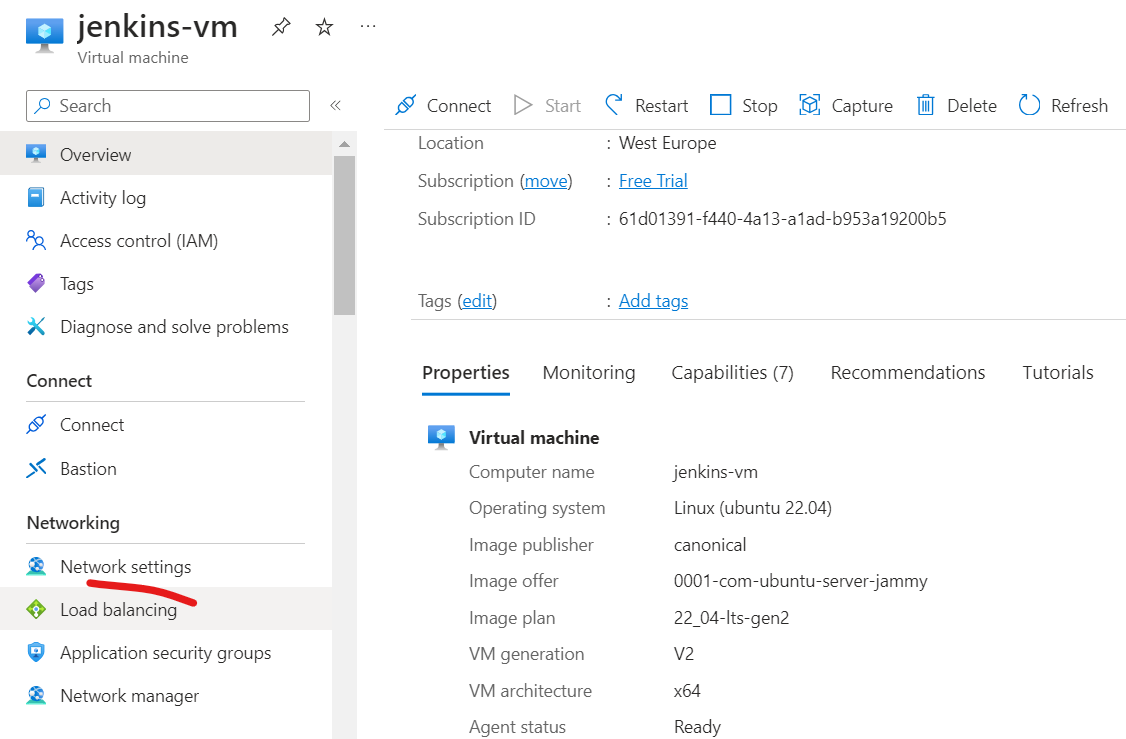 jenkins-vm
Virtual machine
Search
Overview
Activity log
Access control (IAM)
Tags
Diagnose and solve problems
Connect
Connect
Bastion
Networking
Network settings
Load balancing
Application security groups
Network manager
Connect Start Restart Stop Capture Delete Refresh
Location : West Europe
Subscription (move) : Free Trial
Subscription ID : 61d01391-f440-4a13-a1ad-b953a19200b5
Tags (edit) : Add tags
Properties Monitoring Capabilities (7) Recommendations Tutorials
Virtual machine
Computer name jenkins-vm
Operating system Linux (ubuntu 22.04)
Image publisher canonical
Image offer 0001-com-ubuntu-server-jammy
Image plan 22_04-lts-gen2
VM generation V2
VM architecture x64
Agent status Ready